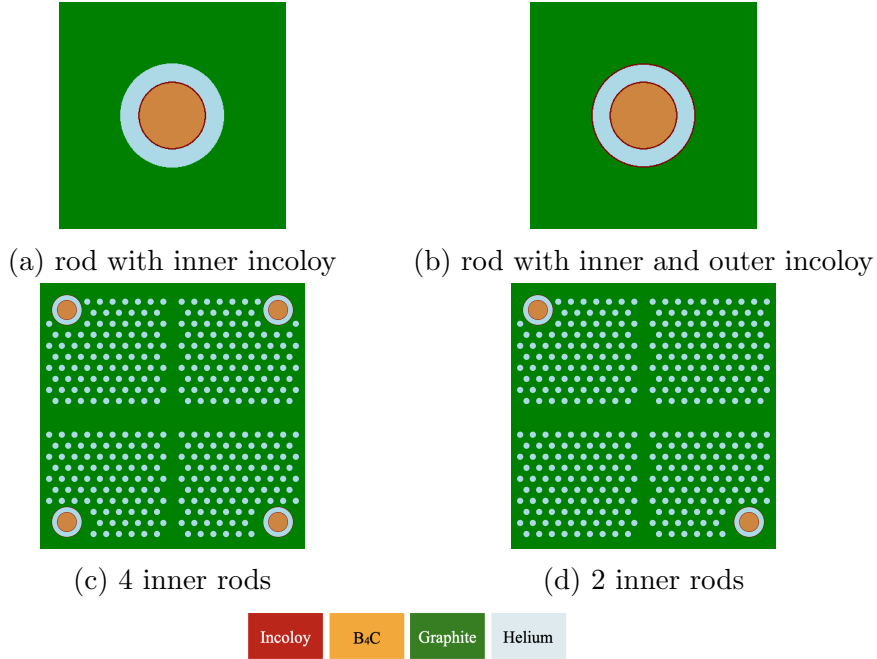 (a) rod with inner incoloy
(b) rod with inner and outer incoloy
(c) 4 inner rods
(d) 2 inner rods
Incoloy B₄C Graphite Helium